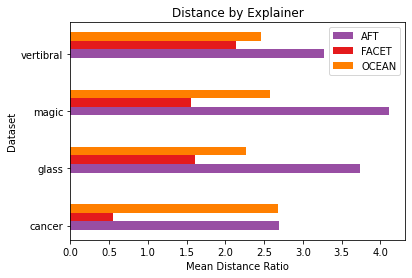 Distance by Explainer
AFT
FACET
OCEAN
Dataset
vertibral
magic
glass
cancer
0.0 0.5 1.0 1.5 2.0 2.5 3.0 3.5 4.0
Mean Distance Ratio